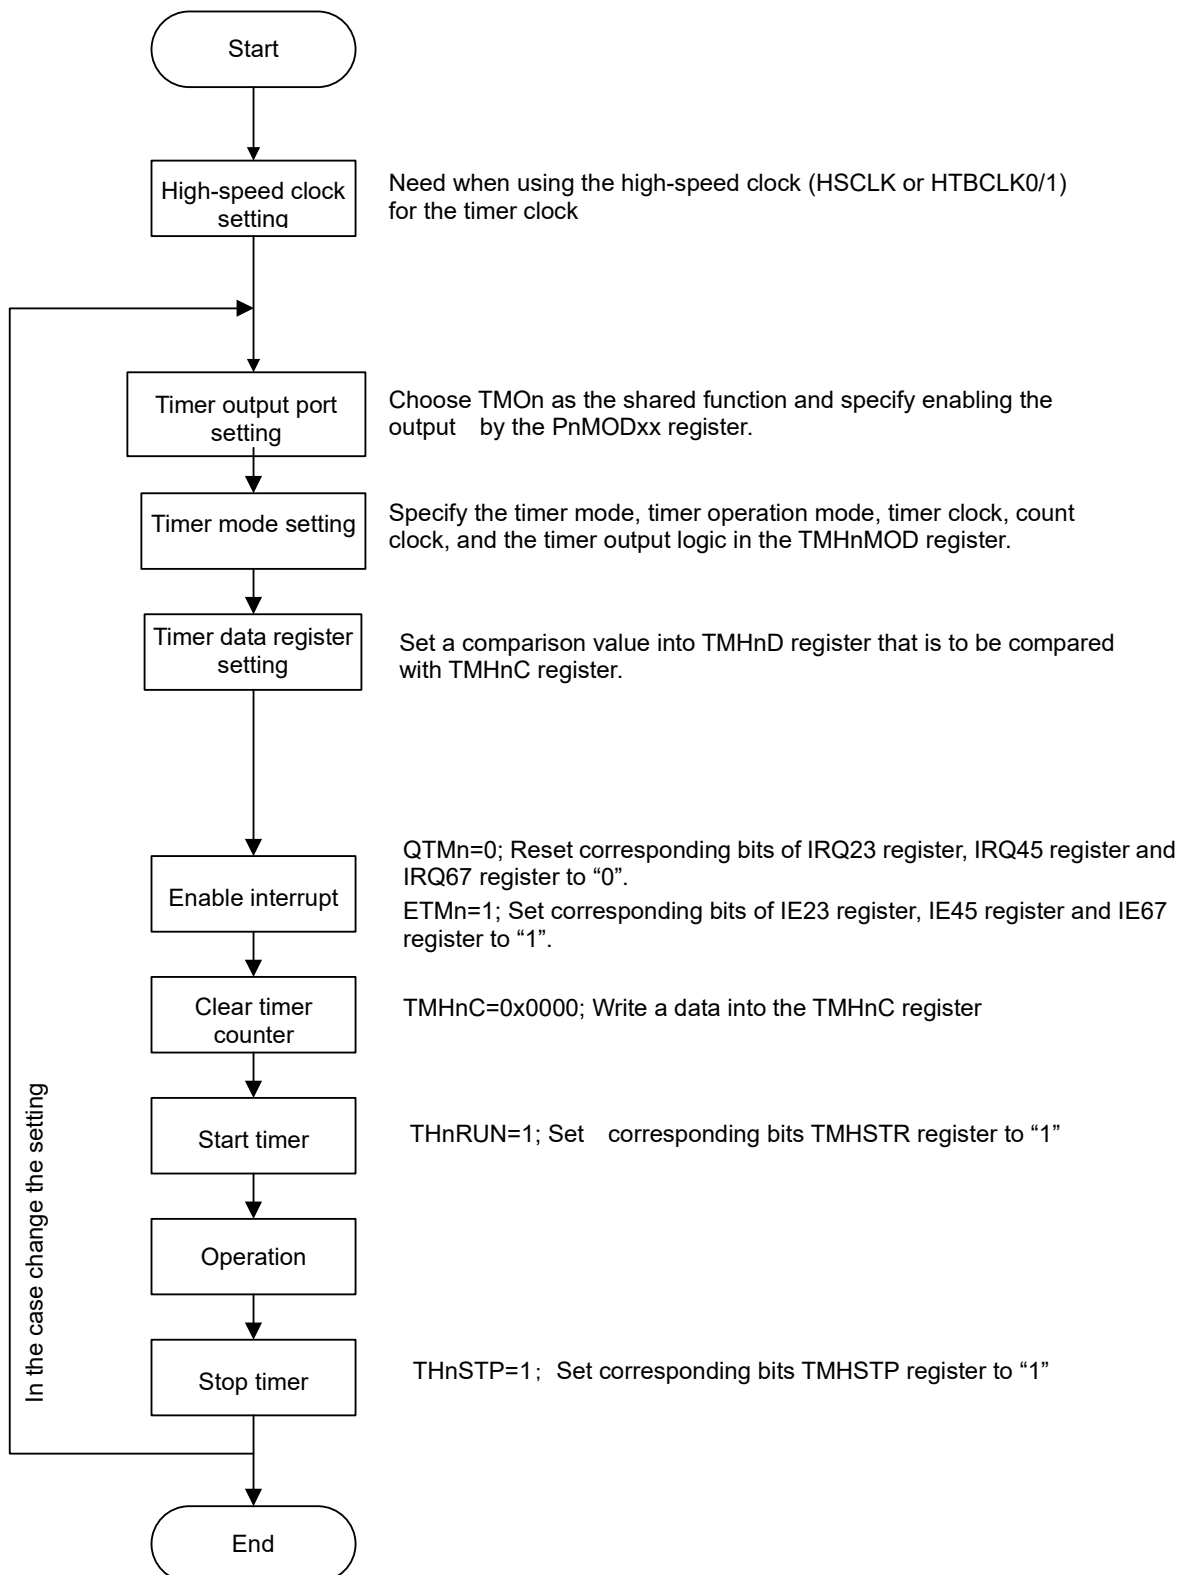 Start
High-speed clock
setting
Need when using the high-speed clock (HSCLK or HTBCLK0/1)
for the timer clock
Timer output port
setting
Choose TMOn as the shared function and specify enabling the
output by the PnMODxx register.
Timer mode setting
Specify the timer mode, timer operation mode, timer clock, count
clock, and the timer output logic in the TMHnMOD register.
Timer data register
setting
Set a comparison value into TMHnD register that is to be compared
with TMHnC register.
Enable interrupt
QTMn=0; Reset corresponding bits of IRQ23 register, IRQ45 register and
IRQ67 register to “0”.
ETMn=1; Set corresponding bits of IE23 register, IE45 register and IE67
register to “1”.
Clear timer
counter
TMHnC=0x0000; Write a data into the TMHnC register
Start timer
THnRUN=1; Set corresponding bits TMHSTR register to “1”
Operation
Stop timer
THnSTP=1; Set corresponding bits TMHSTP register to “1”
In the case change the setting
End